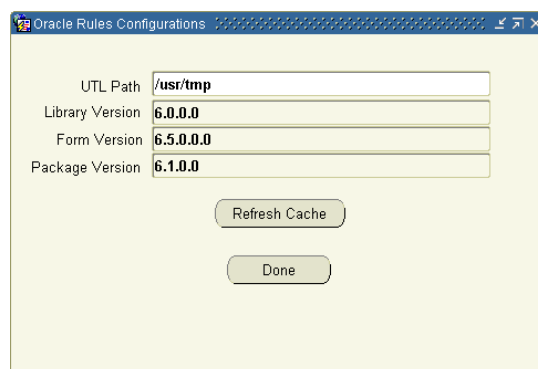 Oracle Rules Configurations
UTL Path /usr/tmp
Library Version 6.0.0.0
Form Version 6.5.0.0.0
Package Version 6.1.0.0
Refresh Cache
Done